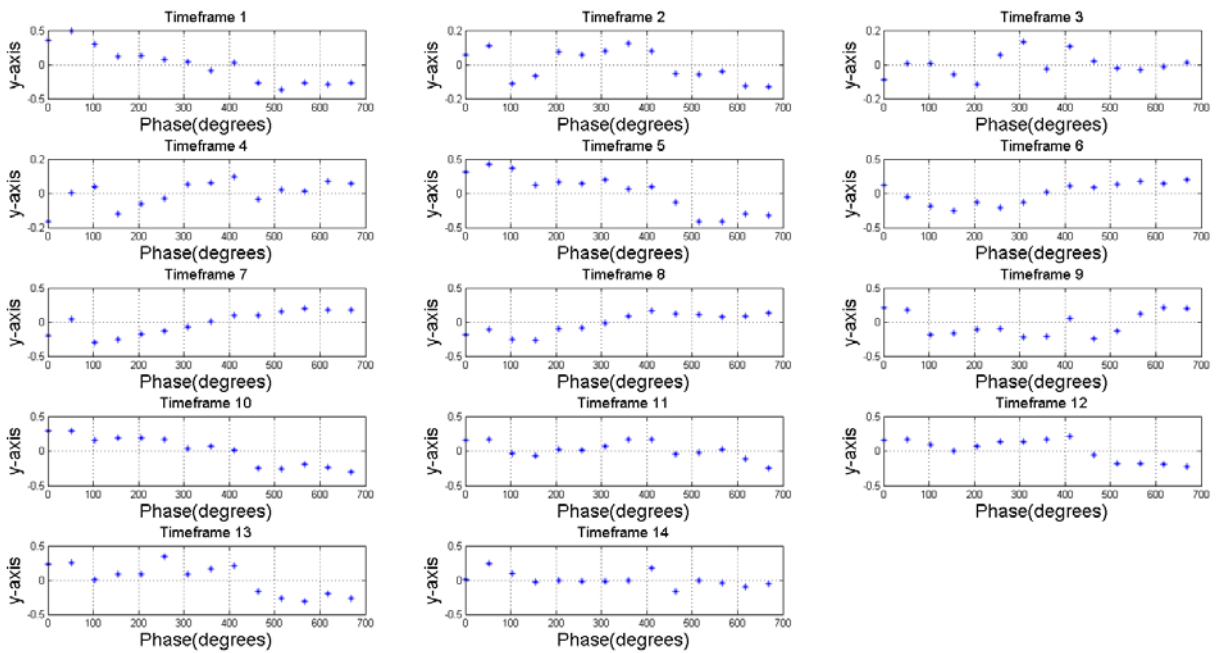 Timeframe 1
y-axis
0.5
0
-0.5
0 100 200 300 400 500 600 700
Phase(degrees)
Timeframe 2
y-axis
0.2
0
-0.2
0 100 200 300 400 500 600 700
Phase(degrees)
Timeframe 3
y-axis
0.2
0
-0.2
0 100 200 300 400 500 600 700
Phase(degrees)
Timeframe 4
y-axis
0.2
0
-0.2
0 100 200 300 400 500 600 700
Phase(degrees)
Timeframe 5
y-axis
0.5
0
-0.5
0 100 200 300 400 500 600 700
Phase(degrees)
Timeframe 6
y-axis
0.5
0
-0.5
0 100 200 300 400 500 600 700
Phase(degrees)
Timeframe 7
y-axis
0.5
0
-0.5
0 100 200 300 400 500 600 700
Phase(degrees)
Timeframe 8
y-axis
0.5
0
-0.5
0 100 200 300 400 500 600 700
Phase(degrees)
Timeframe 9
y-axis
0.5
0
-0.5
0 100 200 300 400 500 600 700
Phase(degrees)
Timeframe 10
y-axis
0.5
0
-0.5
0 100 200 300 400 500 600 700
Phase(degrees)
Timeframe 11
y-axis
0.5
0
-0.5
0 100 200 300 400 500 600 700
Phase(degrees)
Timeframe 12
y-axis
0.5
0
-0.5
0 100 200 300 400 500 600 700
Phase(degrees)
Timeframe 13
y-axis
0.5
0
-0.5
0 100 200 300 400 500 600 700
Phase(degrees)
Timeframe 14
y-axis
0.5
0
-0.5
0 100 200 300 400 500 600 700
Phase(degrees)